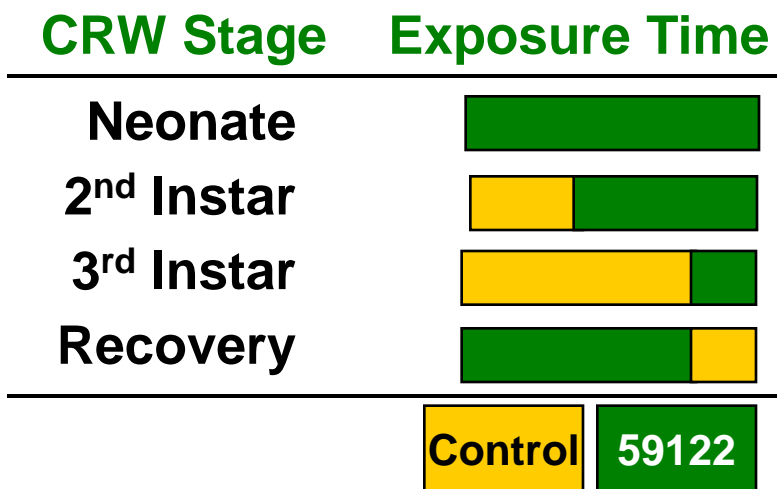 CRW Stage Exposure Time
Neonate
2nd Instar
3rd Instar
Recovery
Control 59122